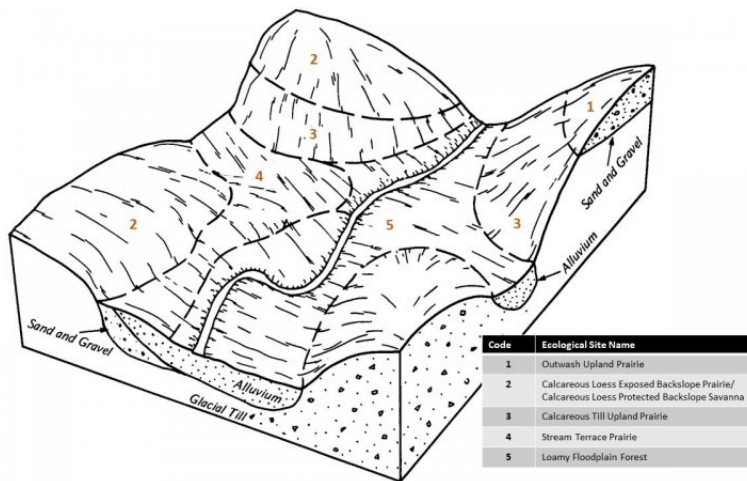 2
1
3
4
2
5
3
Sand and Gravel
Alluvium
Sand and Gravel
Alluvium
Glacial Till
Code Ecological Site Name
1 Outwash Upland Prairie
2 Calcareous Loess Exposed Backslope Prairie/
Calcareous Loess Protected Backslope Savanna
3 Calcareous Till Upland Prairie
4 Stream Terrace Prairie
5 Loamy Floodplain Forest